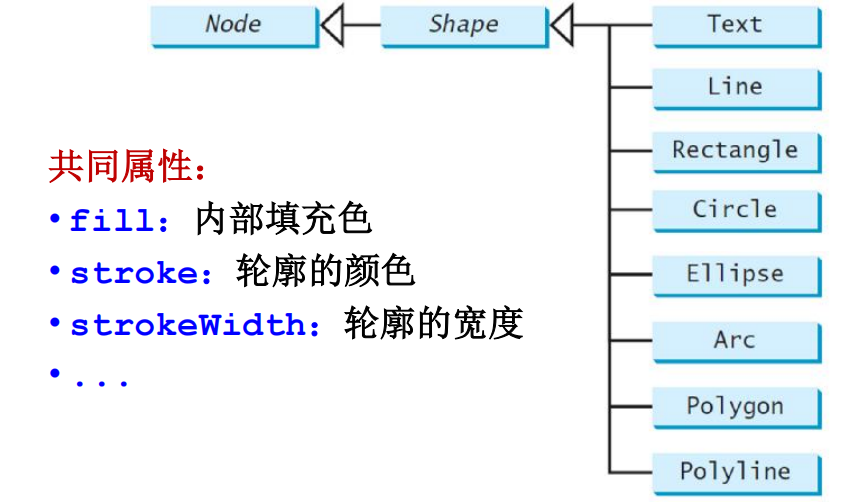 Node
Shape
Text
Line
Rectangle
Circle
Ellipse
Arc
Polygon
Polyline
共同属性：
• fill：内部填充色
• stroke：轮廓的颜色
• strokeWidth：轮廓的宽度
• ...